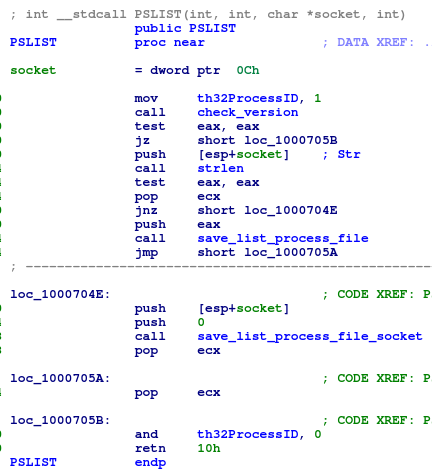 ; int __stdcall PSLIST(int, int, char *socket, int)
public PSLIST
PSLIST proc near ; DATA XREF: .
socket = dword ptr 0Ch
mov th32ProcessID, 1
call check_version
test eax, eax
jz short loc_1000705B
push [esp+socket] ; Str
call strlen
test eax, eax
pop ecx
jnz short loc_1000704E
push eax
call save_list_process_file
jmp short loc_1000705A
; ---------------------------------------------------------
loc_1000704E: ; CODE XREF: P
push [esp+socket]
push 0
call save_list_process_file_socket
pop ecx
loc_1000705A: ; CODE XREF: P
pop ecx
loc_1000705B: ; CODE XREF: P
and th32ProcessID, 0
retn 10h
PSLIST endp